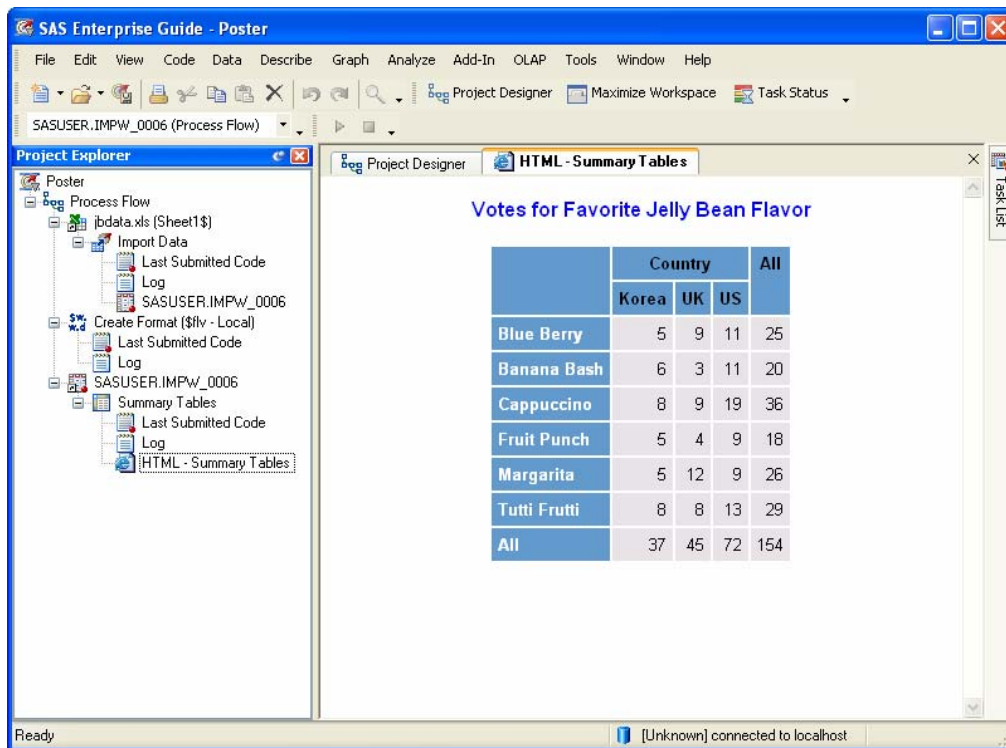 SAS Enterprise Guide - Poster
File Edit View Code Data Describe Graph Analyze Add-In OLAP Tools Window Help
Project Designer Maximize Workspace Task Status
SASUSER.IMPW_0006 (Process Flow)
Project Explorer
Poster
Process Flow
jbdata.xls (Sheet1$)
Import Data
Last Submitted Code
Log
SASUSER.IMPW_0006
Create Format ($flv - Local)
Last Submitted Code
Log
SASUSER.IMPW_0006
Summary Tables
Last Submitted Code
Log
HTML - Summary Tables
Project Designer HTML - Summary Tables
Task List
Votes for Favorite Jelly Bean Flavor
Country All
Korea UK US
Blue Berry 5 9 11 25
Banana Bash 6 3 11 20
Cappuccino 8 9 19 36
Fruit Punch 5 4 9 18
Margarita 5 12 9 26
Tutti Frutti 8 8 13 29
All 37 45 72 154
Ready [Unknown] connected to localhost